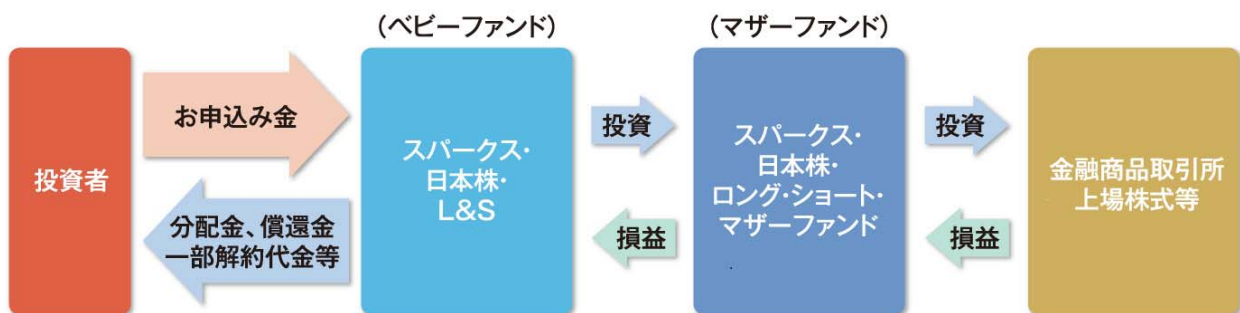 （ベビーファンド）
（マザーファンド）
投資者
お申込み金
分配金、償還金
一部解約代金等
スパークス・
日本株・
L&S
投資
損益
スパークス・
日本株・
ロング・ショート・
マザーファンド
投資
損益
金融商品取引所
上場株式等